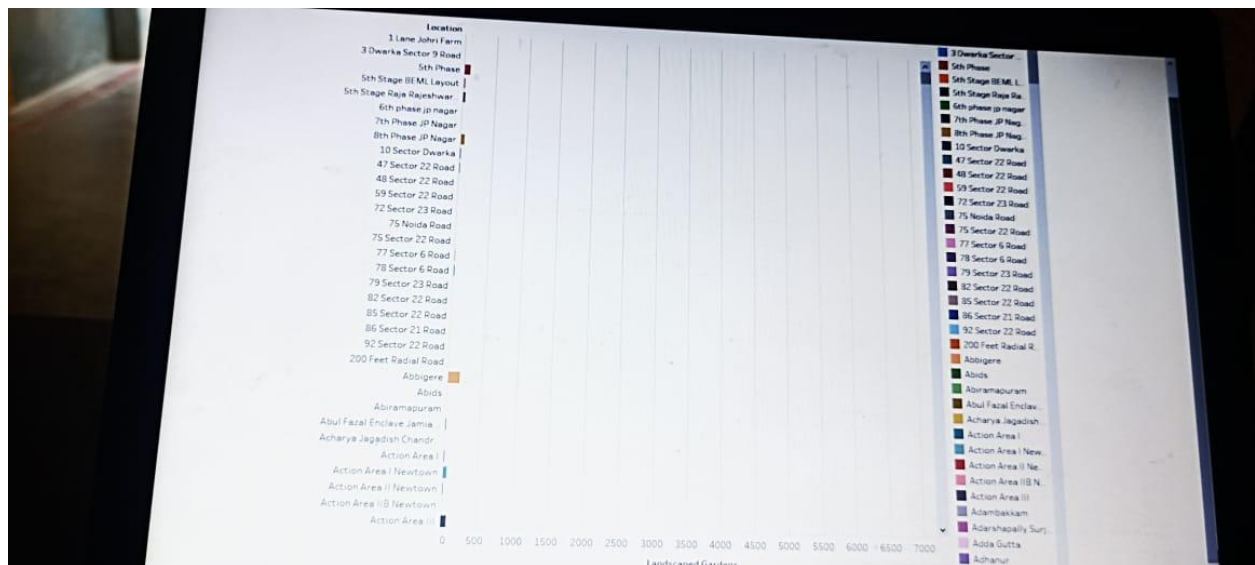 Location
1 Lane Johri Farm
3 Dwarka Sector 9 Road
5th Phase
5th Stage BEML Layout
5th Stage Raja Rajeshwar..
6th phase jp nagar
7th Phase JP Nagar
8th Phase JP Nagar
10 Sector Dwarka
47 Sector 22 Road
48 Sector 22 Road
59 Sector 22 Road
72 Sector 23 Road
75 Noida Road
75 Sector 22 Road
77 Sector 6 Road
78 Sector 6 Road
79 Sector 23 Road
82 Sector 22 Road
85 Sector 22 Road
86 Sector 21 Road
92 Sector 22 Road
200 Feet Radial Road
Abbigere
Abids
Abiramapuram
Abul Fazal Enclave Jamia ..
Acharya Jagadish Chandr..
Action Area I
Action Area I Newtown
Action Area II Newtown
Action Area IIB Newtown
Action Area III
0 500 1000 1500 2000 2500 3000 3500 4000 4500 5000 5500 6000 6500 7000
Landscaped Gardens
3 Dwarka Sector ..
5th Phase
5th Stage BEML L..
5th Stage Raja Ra..
6th phase jp nagar
7th Phase JP Nag..
8th Phase JP Nag..
10 Sector Dwarka
47 Sector 22 Road
48 Sector 22 Road
59 Sector 22 Road
72 Sector 23 Road
75 Noida Road
75 Sector 22 Road
77 Sector 6 Road
78 Sector 6 Road
79 Sector 23 Road
82 Sector 22 Road
85 Sector 22 Road
86 Sector 21 Road
92 Sector 22 Road
200 Feet Radial R..
Abbigere
Abids
Abiramapuram
Abul Fazal Enclav..
Acharya Jagadish ..
Action Area I
Action Area I New..
Action Area II Ne..
Action Area IIB N..
Action Area III
Adambakkam
Adarshapally Surj..
Adda Gutta
Adhanur